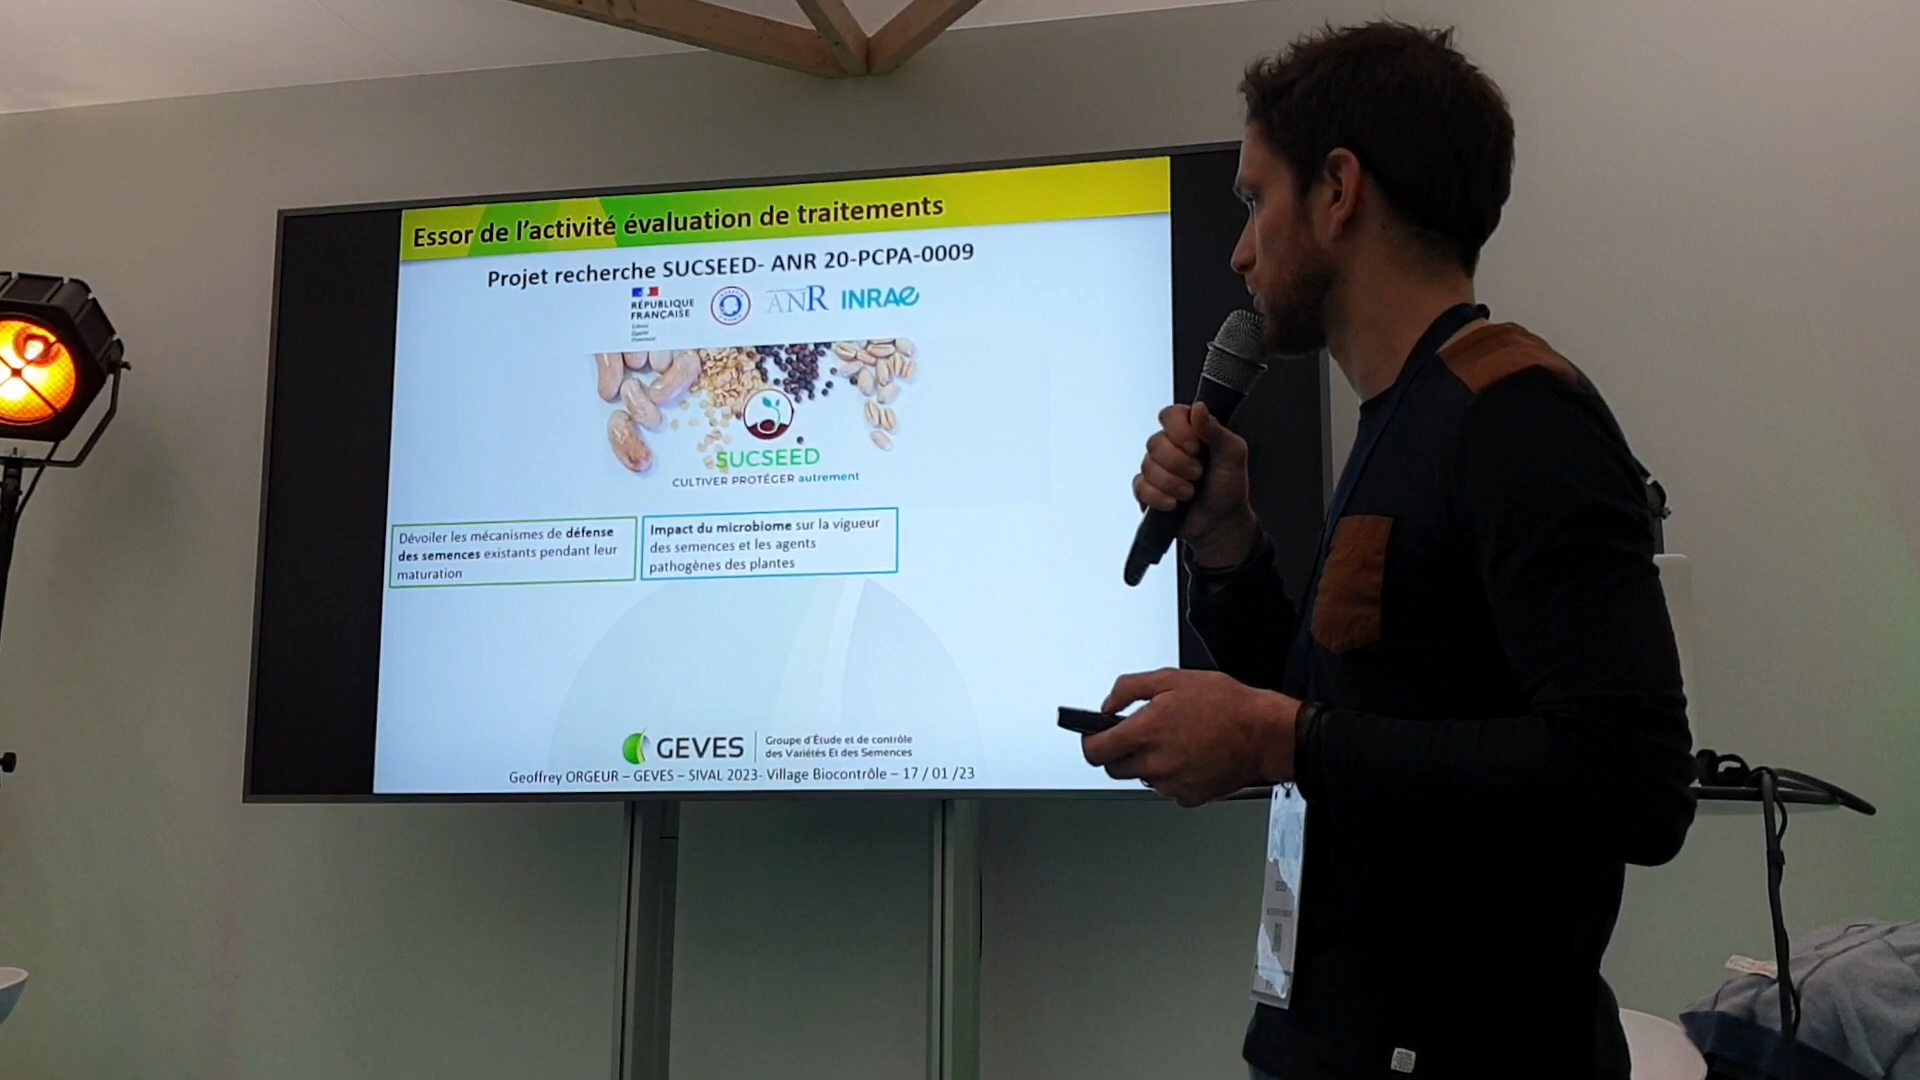 Essor de l'activité évaluation de traitements
Projet recherche SUCSEED- ANR 20-PCPA-0009
RÉPUBLIQUE
FRANÇAISE
Liberté
Égalité
Fraternité
ANR
INRAE
SUCSEED
CULTIVER PROTÉGER autrement
Dévoiler les mécanismes de défense
des semences existants pendant leur
maturation
Impact du microbiome sur la vigueur
des semences et les agents
pathogènes des plantes
GEVES
Groupe d'Étude et de contrôle
des Variétés Et des Semences
Geoffrey ORGEUR – GEVES – SIVAL 2023- Village Biocontrôle – 17 / 01 /23